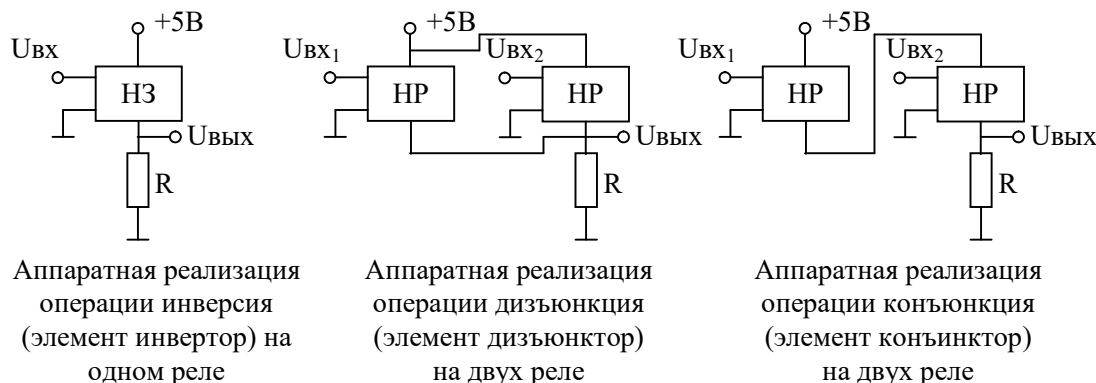 +5В
Uвх
НЗ
Uвых
R
Аппаратная реализация
операции инверсия
(элемент инвертор) на
одном реле
+5В
Uвх₁
Uвх₂
НР
НР
Uвых
R
Аппаратная реализация
операции дизъюнкция
(элемент дизъюнктор)
на двух реле
+5В
Uвх₁
Uвх₂
НР
НР
Uвых
R
Аппаратная реализация
операции конъюнкция
(элемент конъинктор)
на двух реле